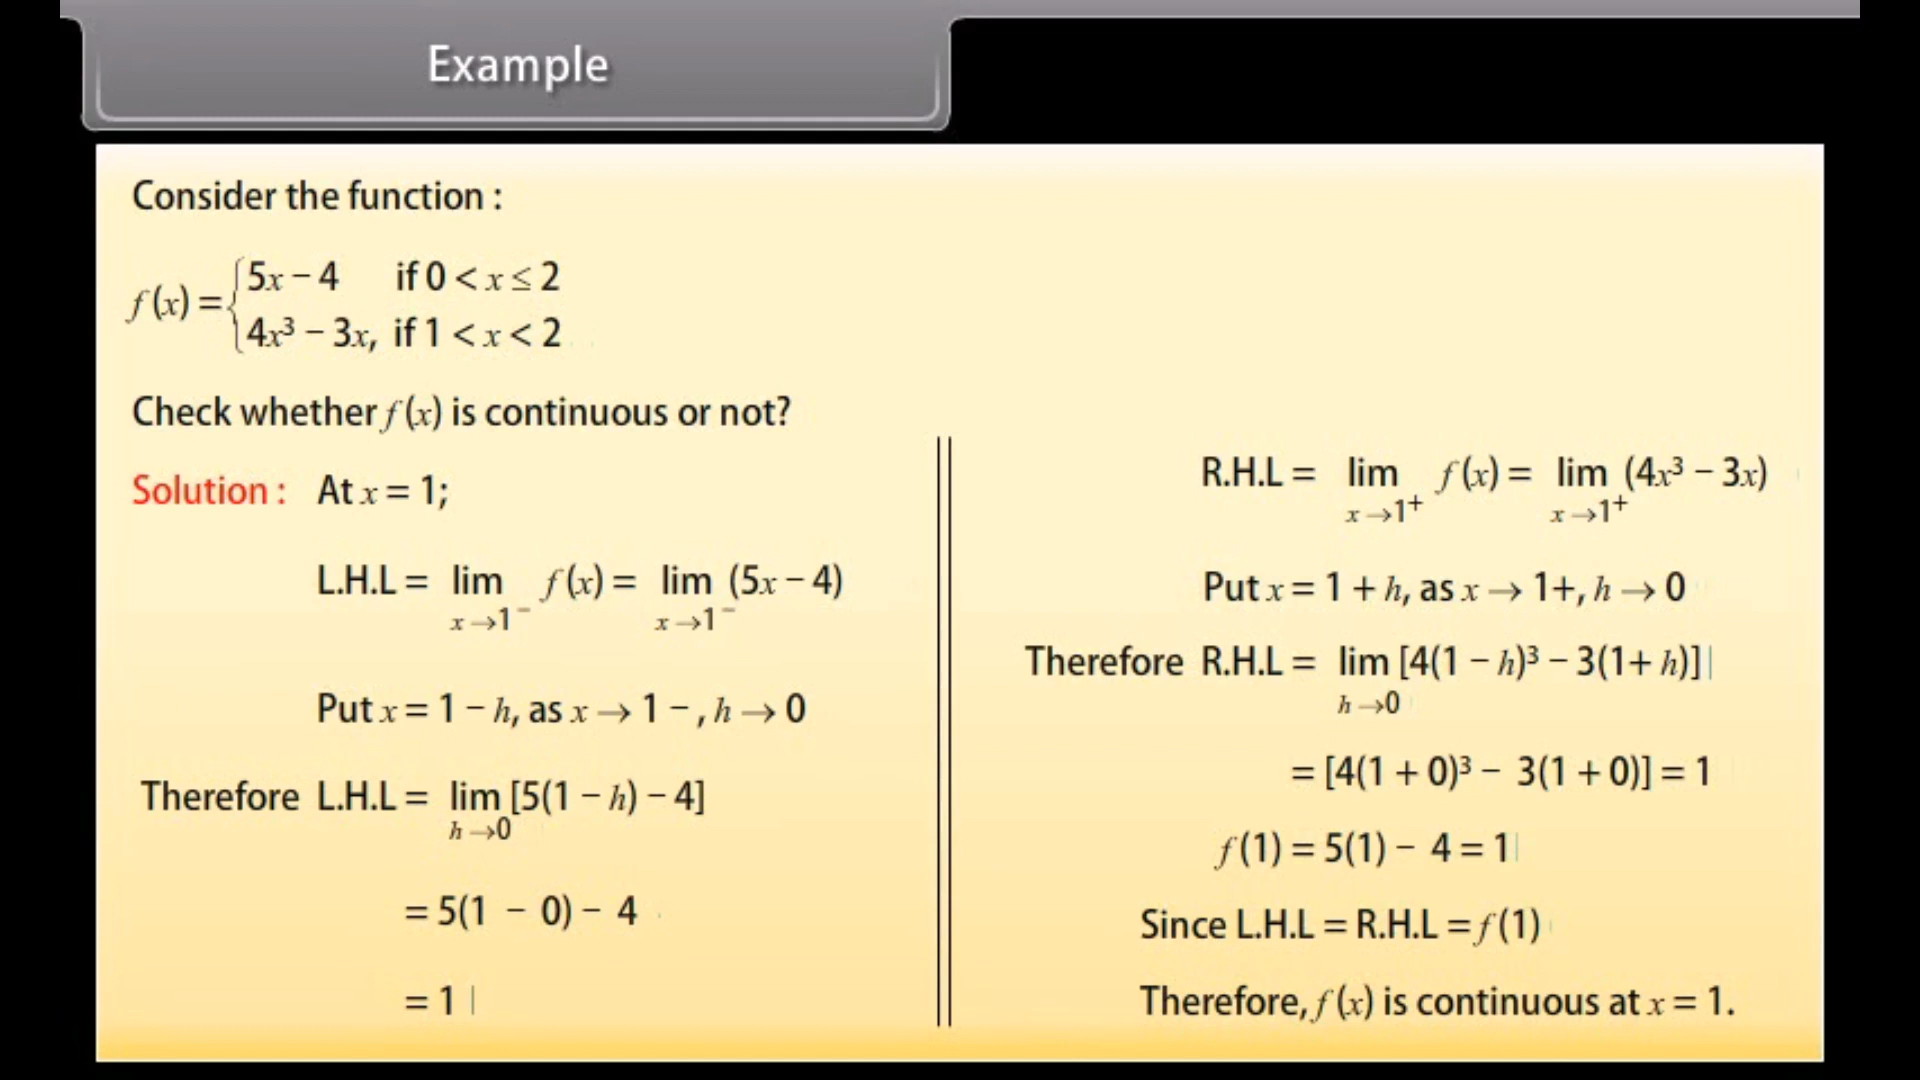 Example
Consider the function :
f(x) = { 5x − 4 if 0 < x ≤ 2
4x³ − 3x, if 1 < x < 2
Check whether f(x) is continuous or not?
Solution : At x = 1;
L.H.L = lim f(x) = lim (5x − 4)
x→1⁻ x→1⁻
Put x = 1 − h, as x → 1 − , h → 0
Therefore L.H.L = lim [5(1 − h) − 4]
h→0
= 5(1 − 0) − 4
= 1
R.H.L = lim f(x) = lim (4x³ − 3x)
x→1⁺ x→1⁺
Put x = 1 + h, as x → 1+, h → 0
Therefore R.H.L = lim [4(1 − h)³ − 3(1+ h)]
h→0
= [4(1 + 0)³ − 3(1 + 0)] = 1
f(1) = 5(1) − 4 = 1
Since L.H.L = R.H.L = f(1)
Therefore, f(x) is continuous at x = 1.